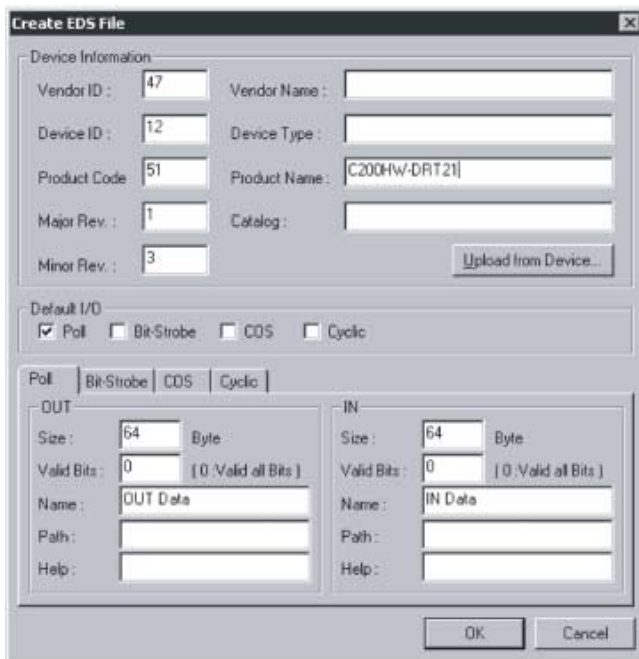 Create EDS File
Device Information
Vendor ID : 47 Vendor Name :
Device ID : 12 Device Type :
Product Code 51 Product Name : C200HW-DRT21
Major Rev. : 1 Catalog :
Minor Rev. : 3 Upload from Device...
Default I/O
Poll Bit-Strobe COS Cyclic
Poll Bit-Strobe COS Cyclic
OUT IN
Size : 64 Byte Size : 64 Byte
Valid Bits : 0 ( 0 :Valid all Bits ) Valid Bits : 0 ( 0 :Valid all Bits )
Name : OUT Data Name : IN Data
Path : Path :
Help : Help :
OK Cancel